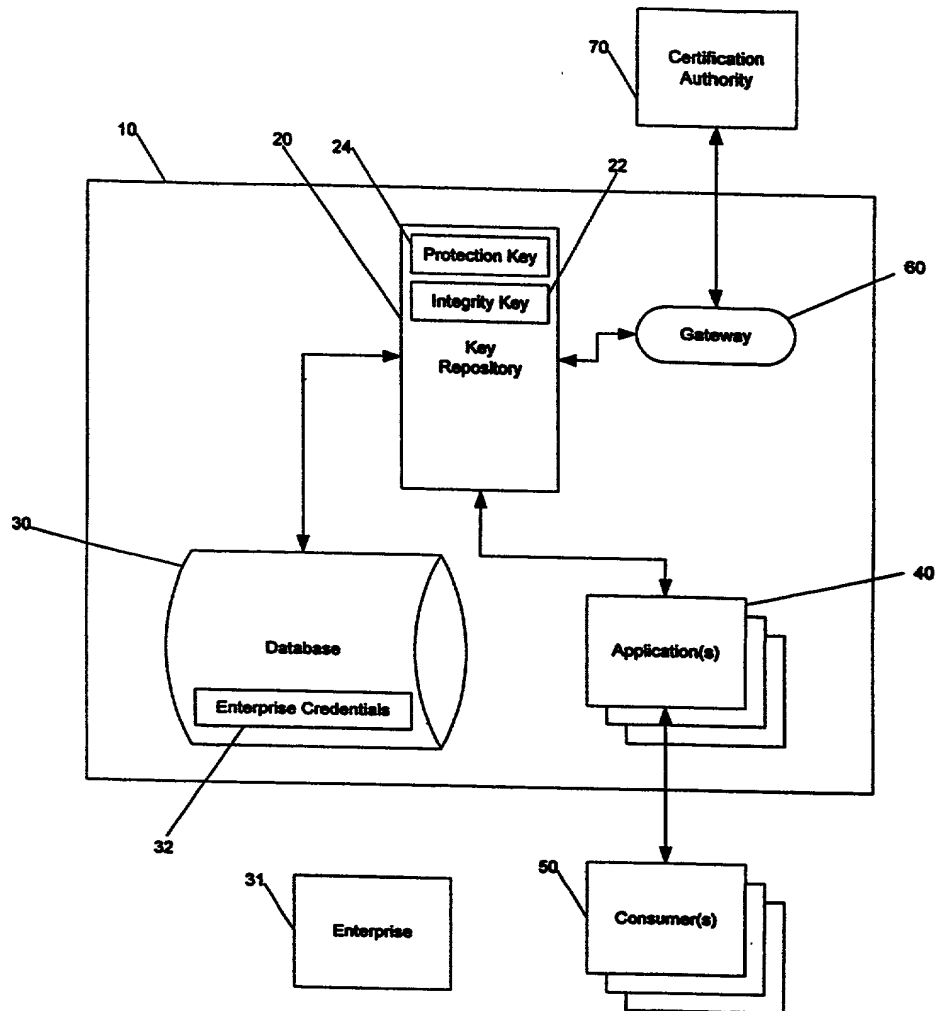 70
Certification
Authority
10
20
24
22
Protection Key
Integrity Key
60
Gateway
Key
Repository
30
40
Database
Application(s)
Enterprise Credentials
32
31
50
Enterprise
Consumer(s)